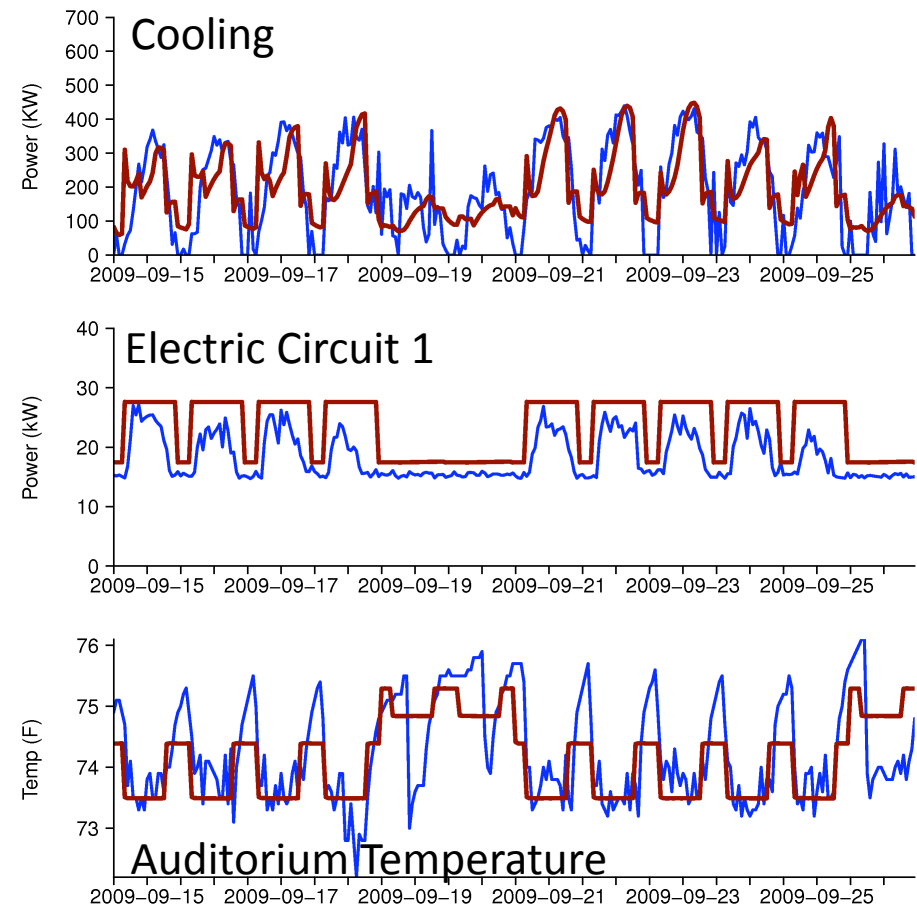 Cooling
Power (KW)
700
600
500
400
300
200
100
0
2009−09−15 2009−09−17 2009−09−19 2009−09−21 2009−09−23 2009−09−25
Electric Circuit 1
Power (kW)
40
30
20
10
0
2009−09−15 2009−09−17 2009−09−19 2009−09−21 2009−09−23 2009−09−25
Temp (F)
76
75
74
73
Auditorium Temperature
2009−09−15 2009−09−17 2009−09−19 2009−09−21 2009−09−23 2009−09−25